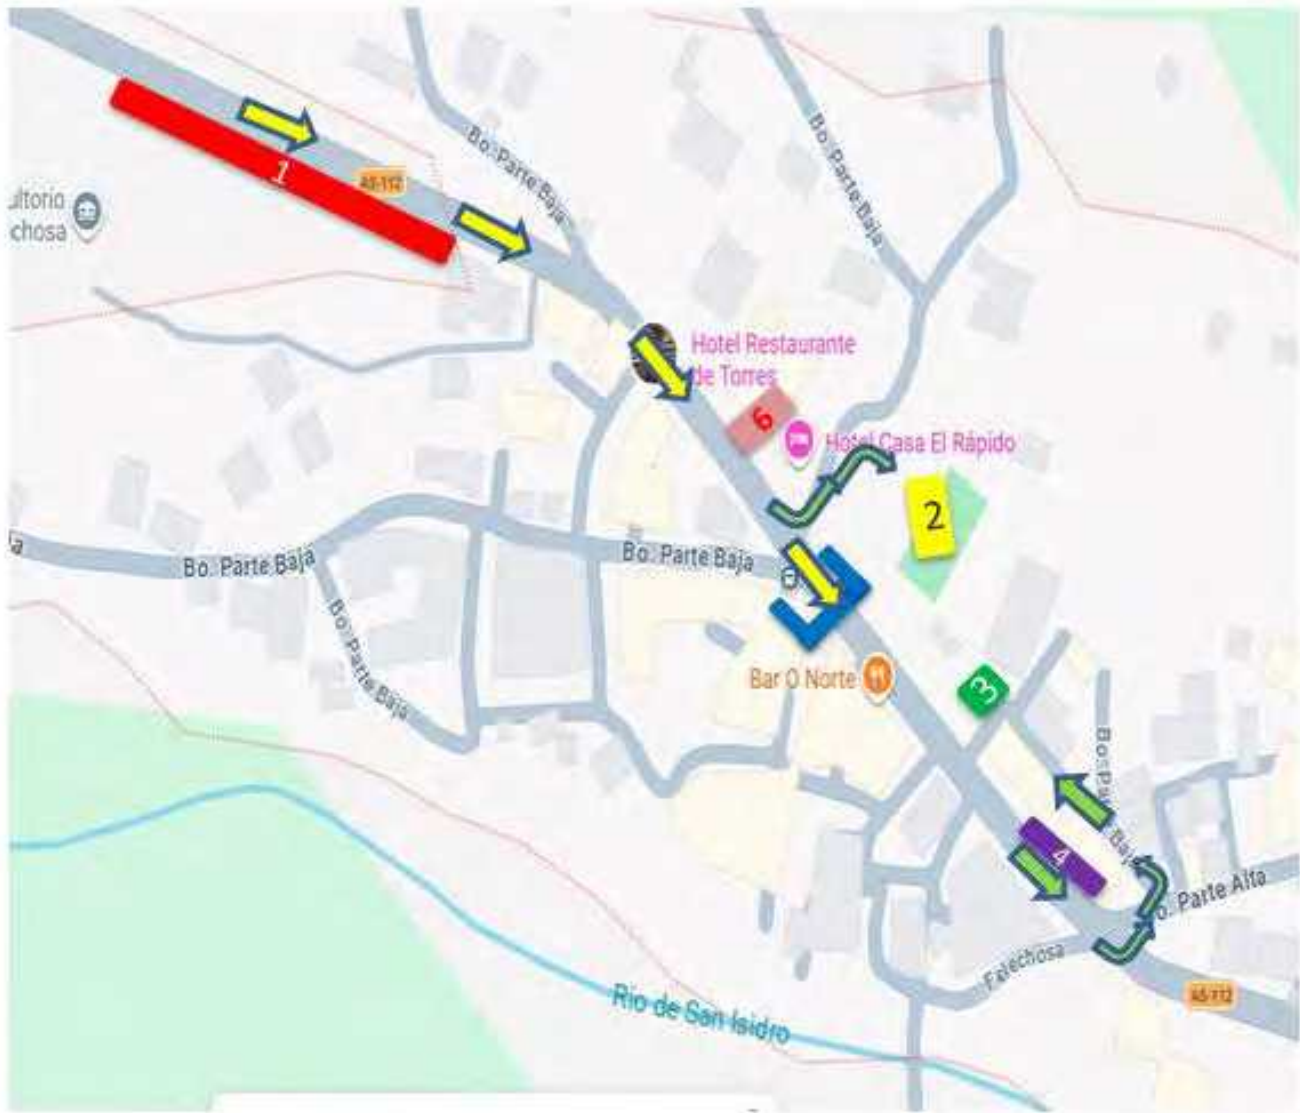 1
AS-112
Bo. Parte Baja
Bo. Parte Baja
ultorio
chosa
Hotel Restaurante
de Torres
6
Hotel Casa El Rápido
2
Bo. Parte Baja
Bo. Parte Baja
Bo. Parte Baja
Bar O Norte
3
4
Bo. Parte Alta
Felechosa
AS-112
Río de San Isidro